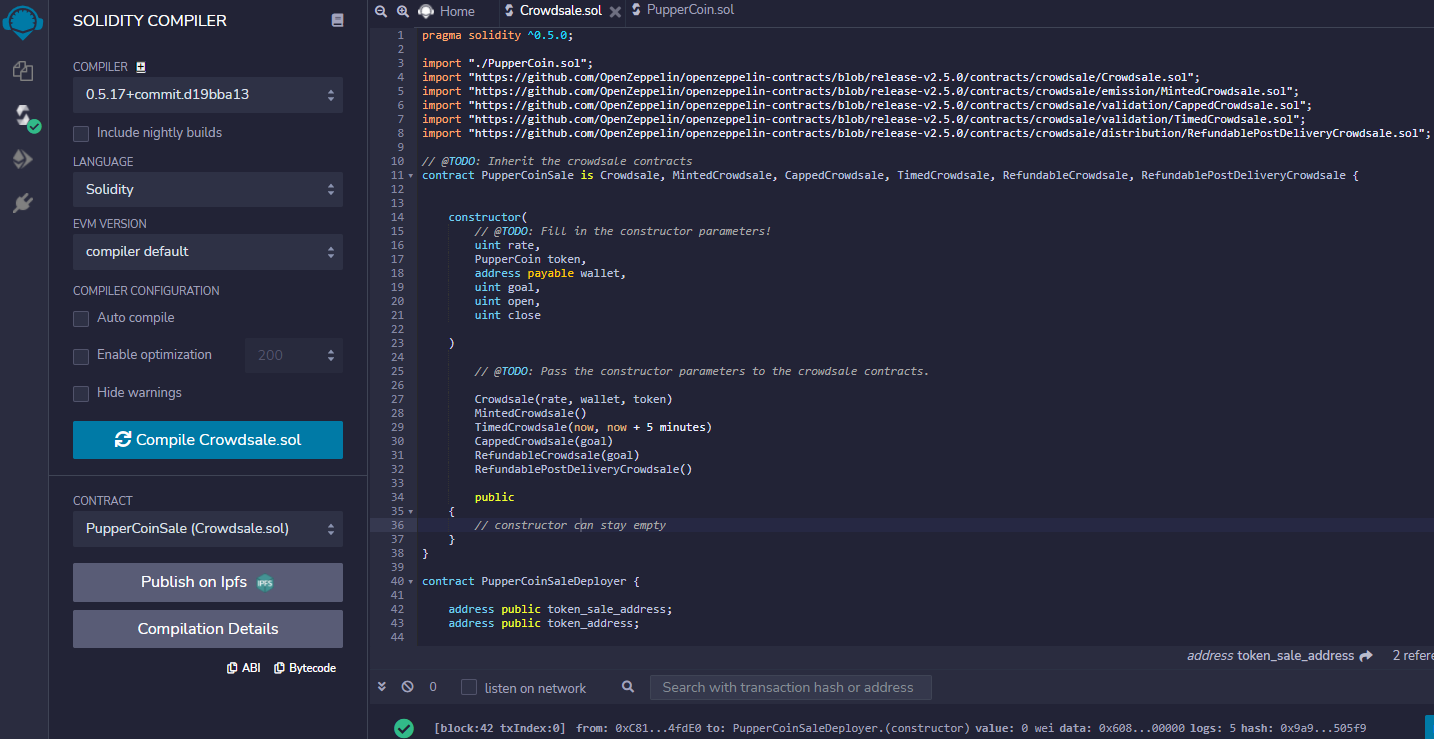 SOLIDITY COMPILER
COMPILER
0.5.17+commit.d19bba13
Include nightly builds
LANGUAGE
Solidity
EVM VERSION
compiler default
COMPILER CONFIGURATION
Auto compile
Enable optimization 200
Hide warnings
Compile Crowdsale.sol
CONTRACT
PupperCoinSale (Crowdsale.sol)
Publish on Ipfs IPFS
Compilation Details
ABI Bytecode
Home Crowdsale.sol PupperCoin.sol
1 pragma solidity ^0.5.0;
2
3 import "./PupperCoin.sol";
4 import "https://github.com/OpenZeppelin/openzeppelin-contracts/blob/release-v2.5.0/contracts/crowdsale/Crowdsale.sol";
5 import "https://github.com/OpenZeppelin/openzeppelin-contracts/blob/release-v2.5.0/contracts/crowdsale/emission/MintedCrowdsale.sol";
6 import "https://github.com/OpenZeppelin/openzeppelin-contracts/blob/release-v2.5.0/contracts/crowdsale/validation/CappedCrowdsale.sol";
7 import "https://github.com/OpenZeppelin/openzeppelin-contracts/blob/release-v2.5.0/contracts/crowdsale/validation/TimedCrowdsale.sol";
8 import "https://github.com/OpenZeppelin/openzeppelin-contracts/blob/release-v2.5.0/contracts/crowdsale/distribution/RefundablePostDeliveryCrowdsale.sol";
9
10 // @TODO: Inherit the crowdsale contracts
11 contract PupperCoinSale is Crowdsale, MintedCrowdsale, CappedCrowdsale, TimedCrowdsale, RefundableCrowdsale, RefundablePostDeliveryCrowdsale {
12
13
14 constructor(
15 // @TODO: Fill in the constructor parameters!
16 uint rate,
17 PupperCoin token,
18 address payable wallet,
19 uint goal,
20 uint open,
21 uint close
22
23 )
24
25 // @TODO: Pass the constructor parameters to the crowdsale contracts.
26
27 Crowdsale(rate, wallet, token)
28 MintedCrowdsale()
29 TimedCrowdsale(now, now + 5 minutes)
30 CappedCrowdsale(goal)
31 RefundableCrowdsale(goal)
32 RefundablePostDeliveryCrowdsale()
33
34 public
35 {
36 // constructor can stay empty
37 }
38 }
39
40 contract PupperCoinSaleDeployer {
41
42 address public token_sale_address;
43 address public token_address;
44
address token_sale_address 2 refere
0 listen on network Search with transaction hash or address
[block:42 txIndex:0] from: 0xC81...4fdE0 to: PupperCoinSaleDeployer.(constructor) value: 0 wei data: 0x608...00000 logs: 5 hash: 0x9a9...505f9